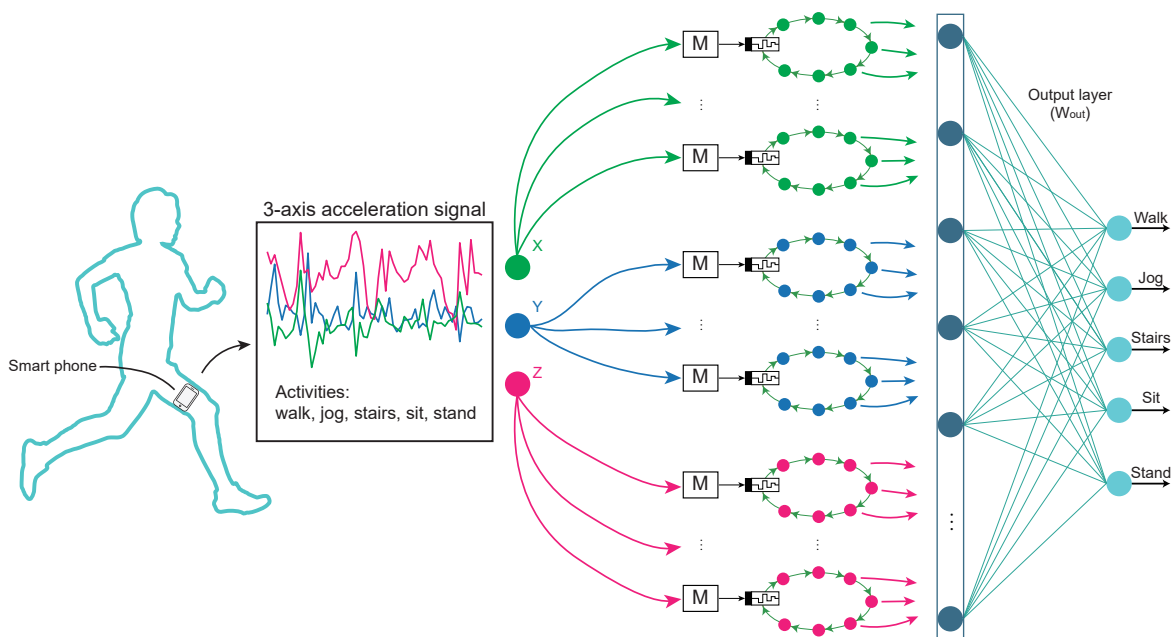 Smart phone
3-axis acceleration signal
Activities:
walk, jog, stairs, sit, stand
X
Y
Z
M
⋮
M
⋮
M
⋮
M
⋮
M
⋮
M
⋮
Output layer
(Wout)
⋮
Walk
Jog
Stairs
Sit
Stand